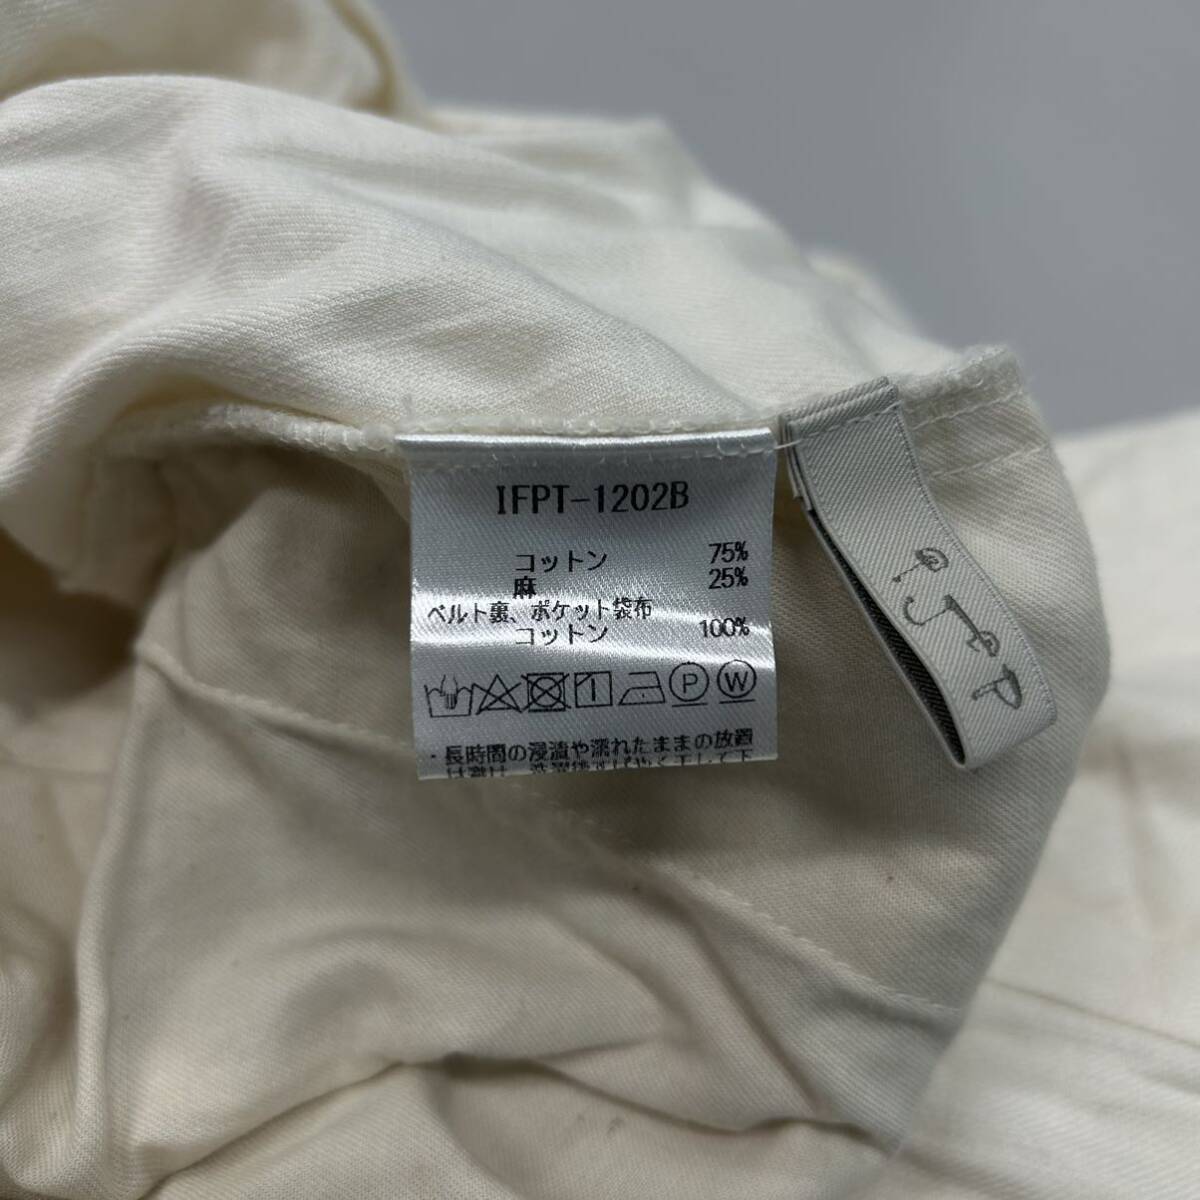 IFPT-1202B
コットン 75%
麻 25%
ベルト裏、ポケット袋布
コットン 100%
P W
・長時間の浸漬や濡れたままの放置